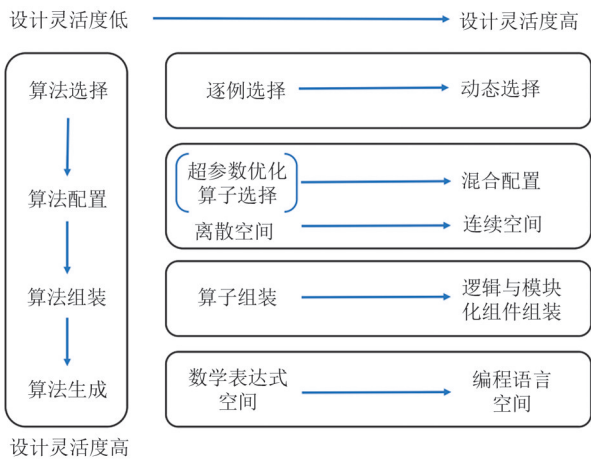 设计灵活度低
设计灵活度高
算法选择
逐例选择
动态选择
算法配置
超参数优化
算子选择
混合配置
离散空间
连续空间
算法组装
算子组装
逻辑与模块
化组件组装
算法生成
数学表达式
空间
编程语言
空间
设计灵活度高